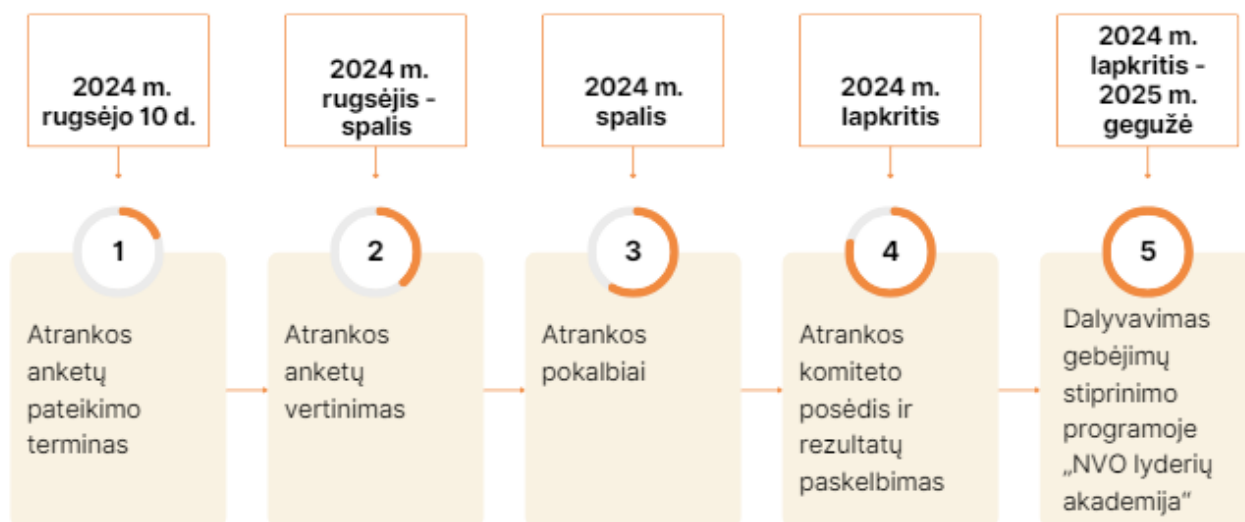 2024 m.
rugsėjo 10 d.
2024 m.
rugsėjis -
spalis
2024 m.
spalis
2024 m.
lapkritis
2024 m.
lapkritis -
2025 m.
gegužė
1
2
3
4
5
Atrankos
anketų
pateikimo
terminas
Atrankos
anketų
vertinimas
Atrankos
pokalbiai
Atrankos
komiteto
posėdis ir
rezultatų
paskelbimas
Dalyvavimas
gebėjimų
stiprinimo
programoje
„NVO lyderių
akademija“